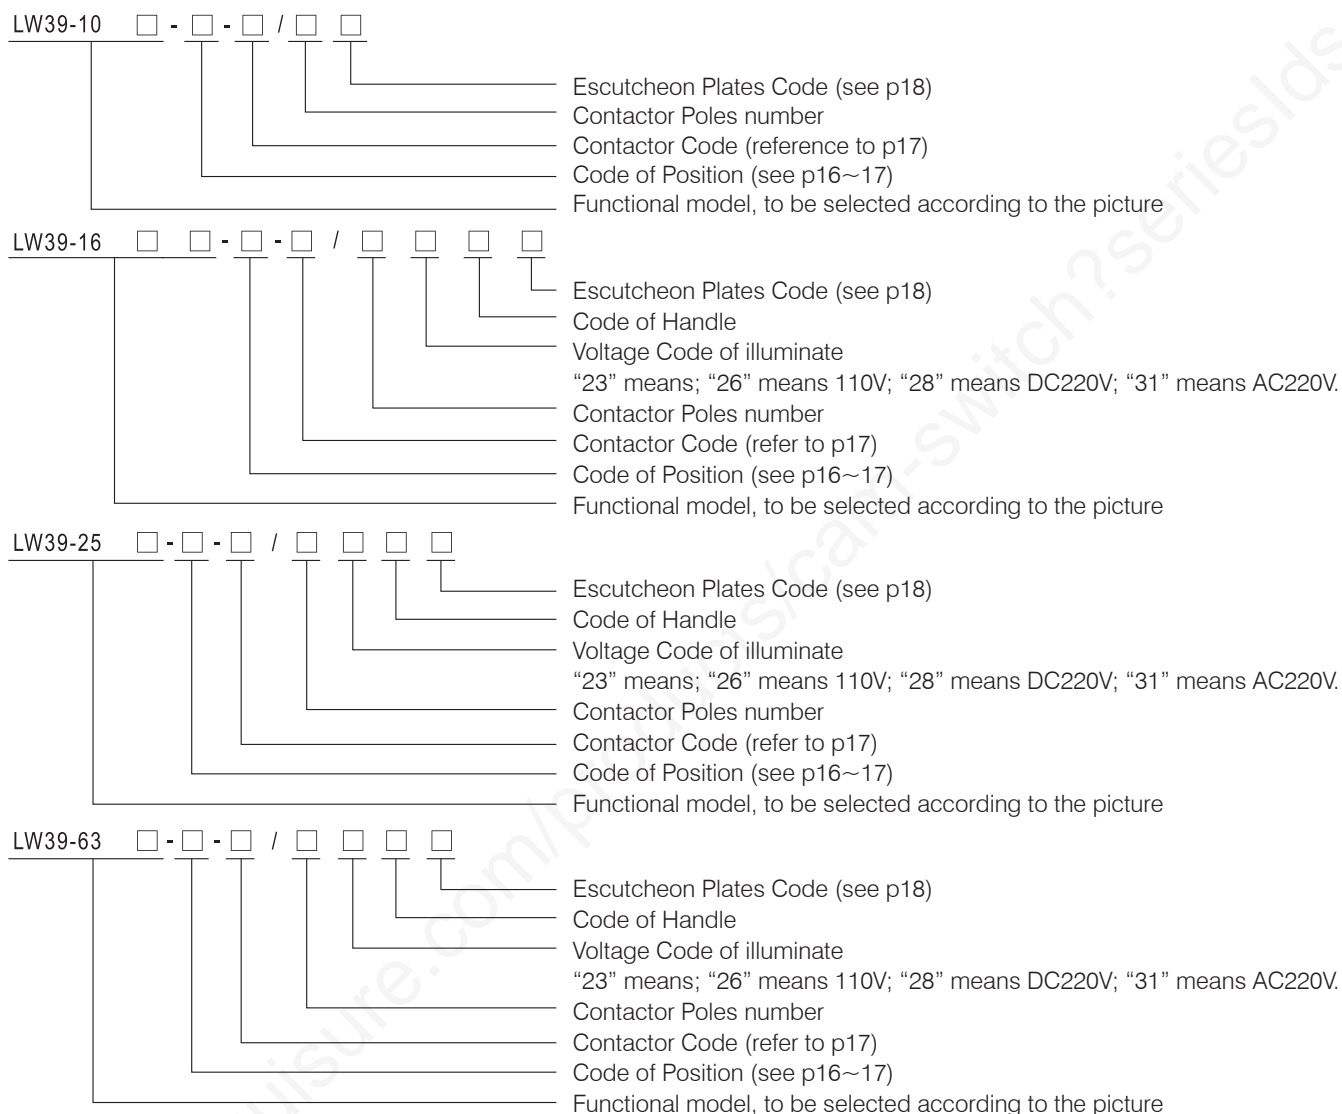 LW39-10 □ - □ - □ / □ □
Escutcheon Plates Code (see p18)
Contactor Poles number
Contactor Code (reference to p17)
Code of Position (see p16~17)
Functional model, to be selected according to the picture
LW39-16 □ □ - □ - □ / □ □ □ □
Escutcheon Plates Code (see p18)
Code of Handle
Voltage Code of illuminate
“23” means; “26” means 110V; “28” means DC220V; “31” means AC220V.
Contactor Poles number
Contactor Code (refer to p17)
Code of Position (see p16~17)
Functional model, to be selected according to the picture
LW39-25 □ - □ - □ / □ □ □ □
Escutcheon Plates Code (see p18)
Code of Handle
Voltage Code of illuminate
“23” means; “26” means 110V; “28” means DC220V; “31” means AC220V.
Contactor Poles number
Contactor Code (refer to p17)
Code of Position (see p16~17)
Functional model, to be selected according to the picture
LW39-63 □ - □ - □ / □ □ □ □
Escutcheon Plates Code (see p18)
Code of Handle
Voltage Code of illuminate
“23” means; “26” means 110V; “28” means DC220V; “31” means AC220V.
Contactor Poles number
Contactor Code (refer to p17)
Code of Position (see p16~17)
Functional model, to be selected according to the picture
uisure.com/products/cam-switch?seriesIds